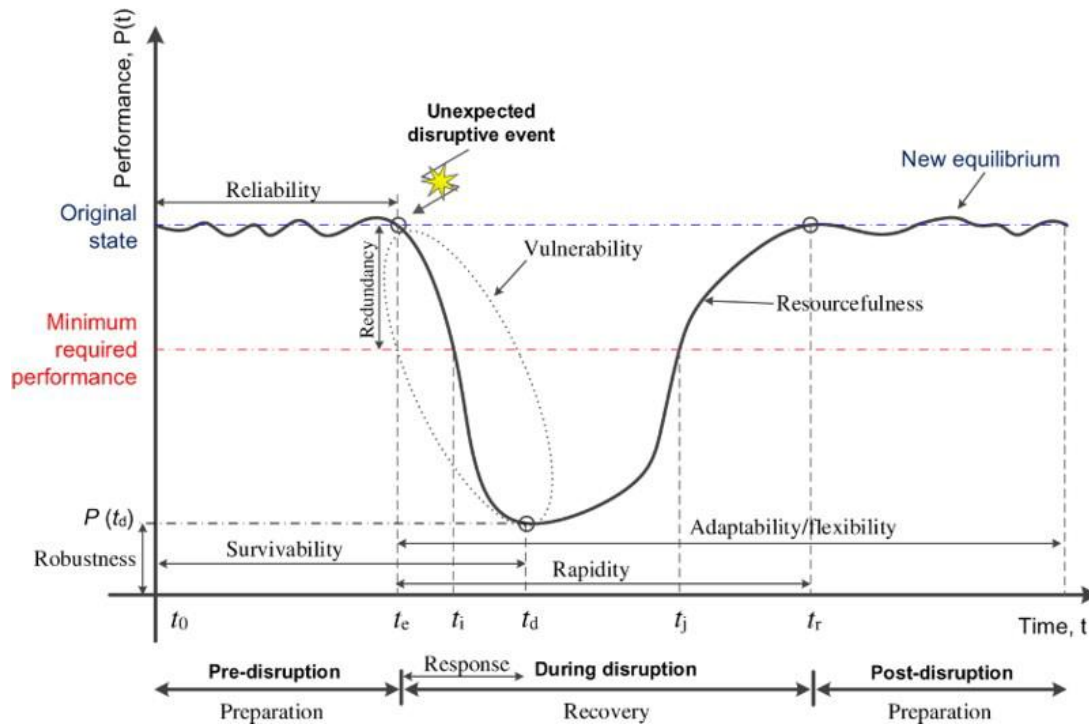 Performance, P(t)
Unexpected
disruptive event
New equilibrium
Reliability
Original
state
Vulnerability
Redundancy
Resourcefulness
Minimum
required
performance
P (td)
Adaptability/flexibility
Survivability
Robustness
Rapidity
t0
te
ti
td
tj
tr
Time, t
Pre-disruption
Response
During disruption
Post-disruption
Preparation
Recovery
Preparation